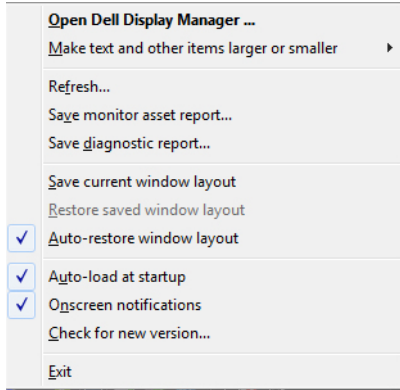 Open Dell Display Manager ...
Make text and other items larger or smaller
Refresh...
Save monitor asset report...
Save diagnostic report...
Save current window layout
Restore saved window layout
Auto-restore window layout
Auto-load at startup
Onscreen notifications
Check for new version...
Exit